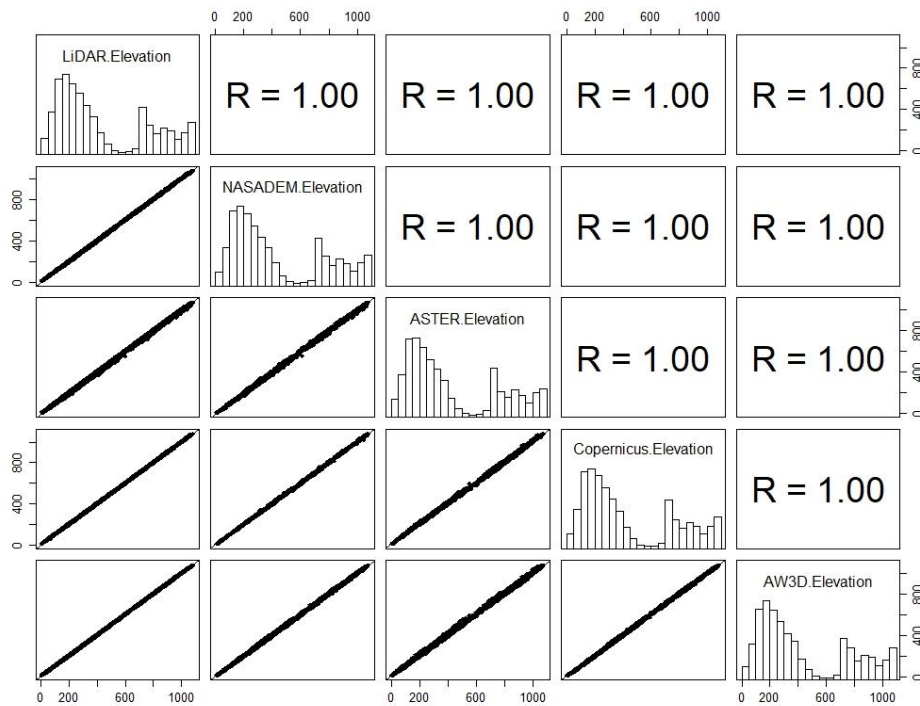 0 200 600 1000 0 200 600 1000
LiDAR.Elevation R = 1.00 R = 1.00 R = 1.00 R = 1.00 0 400 800
0 400 800 NASADEM.Elevation R = 1.00 R = 1.00 R = 1.00
ASTER.Elevation R = 1.00 R = 1.00 0 400 800
0 400 800 Copernicus.Elevation R = 1.00
AW3D.Elevation 0 400 800
0 200 600 1000 0 200 600 1000 0 200 600 1000